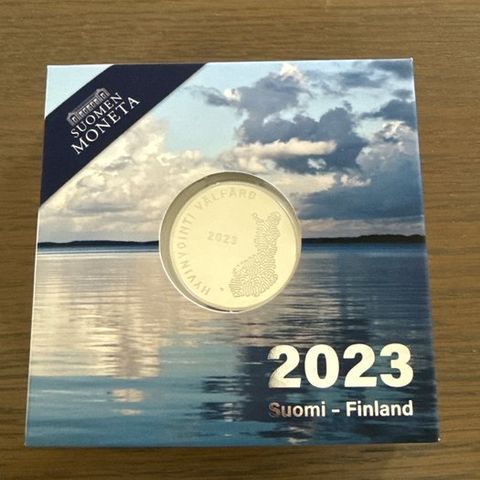 SUOMEN
MONETA
HYVINVOINTI VÄLFÄRD
2023
2023
Suomi - Finland